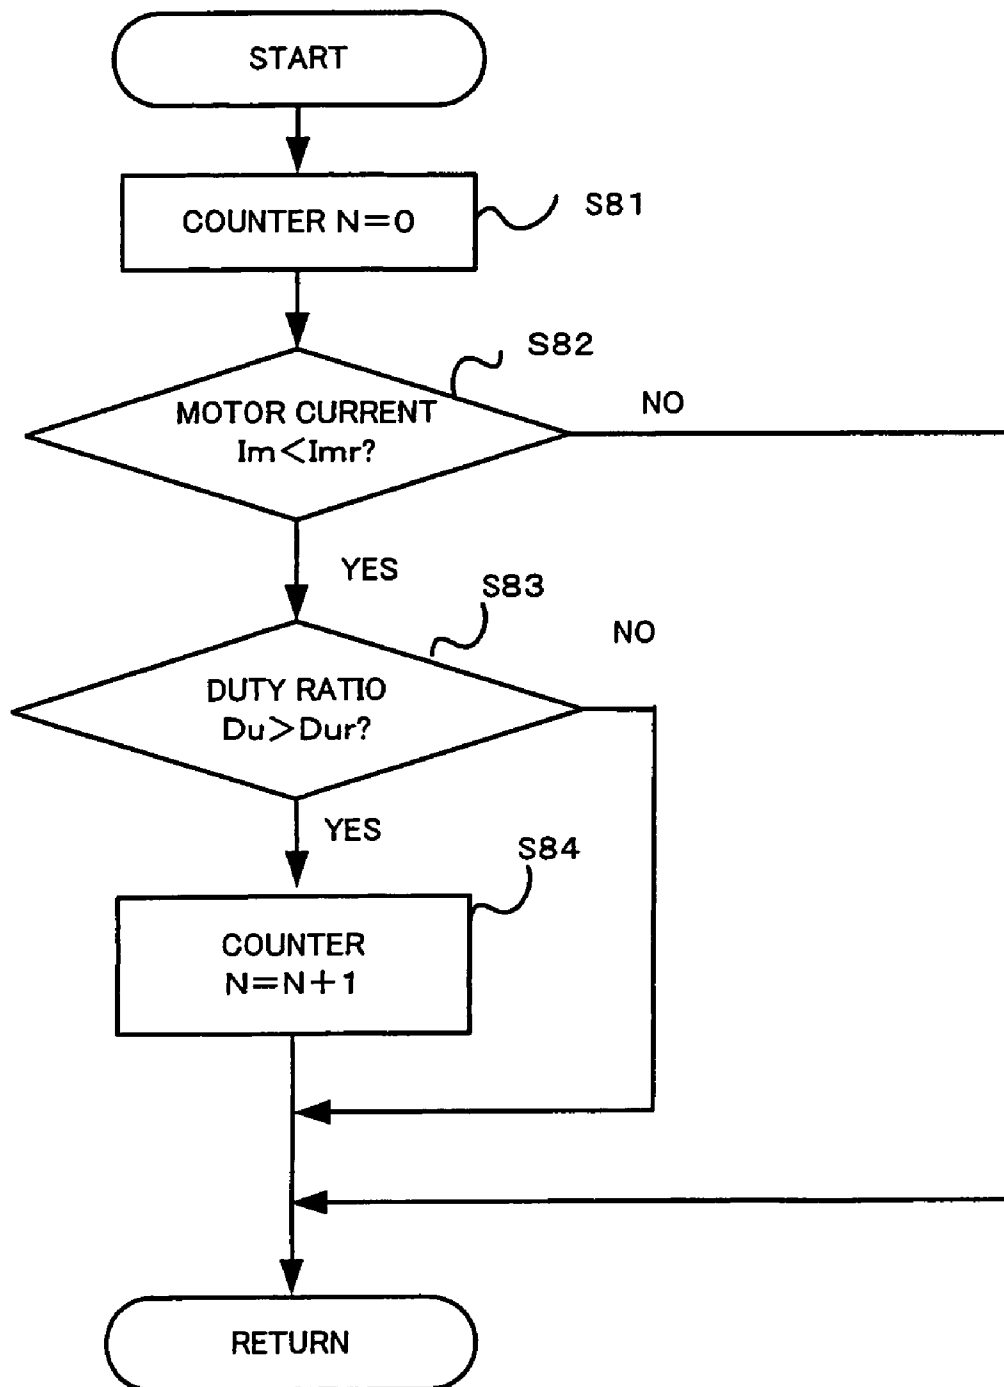 START
COUNTER N=0
S81
S82
MOTOR CURRENT
Im<Imr?
NO
YES
S83
NO
DUTY RATIO
Du>Dur?
YES
S84
COUNTER
N=N+1
RETURN